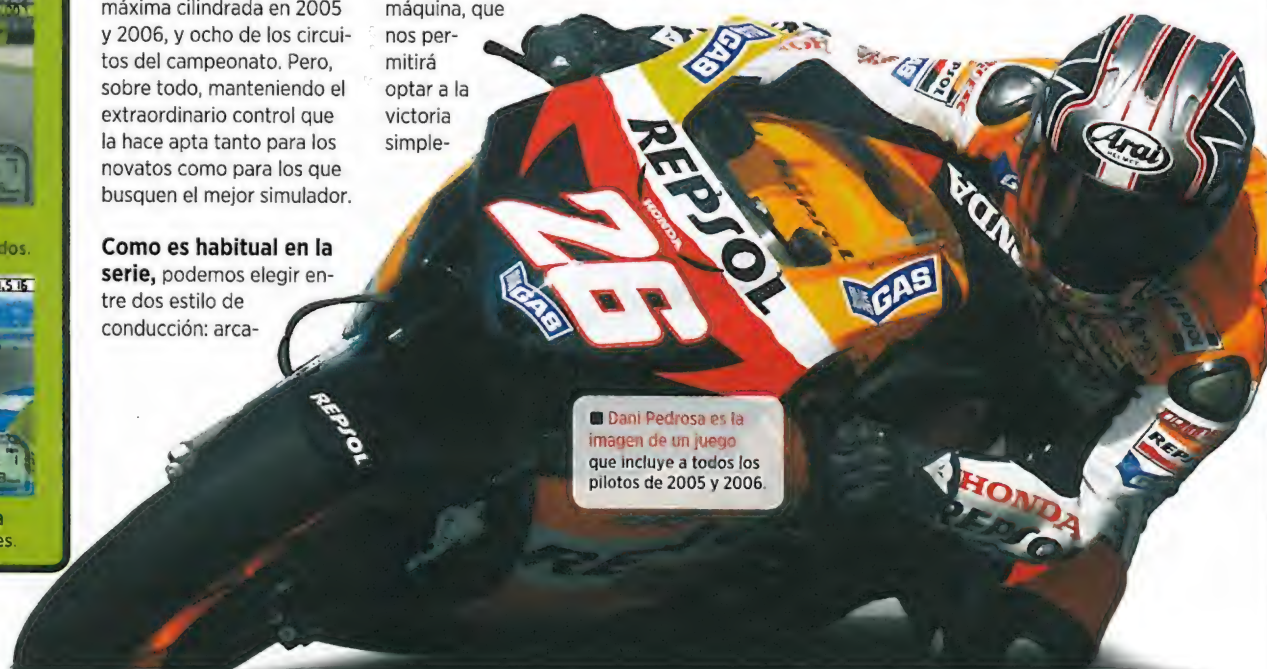 máxima cilindrada en 2005
y 2006, y ocho de los circui-
tos del campeonato. Pero,
sobre todo, manteniendo el
extraordinario control que
la hace apta tanto para los
novatos como para los que
busquen el mejor simulador.
Como es habitual en la
serie, podemos elegir en-
tre dos estilo de
conducción: arca-
máquina, que
nos per-
mitirá
optar a la
victoria
simple-
dos.
es.
GAS
REPSOL
HONDA
26
GAS
GAS
REPSOL
Arai
HELMET
HONDA
REPSOL
■ Dani Pedrosa es la
imagen de un juego
que incluye a todos los
pilotos de 2005 y 2006.